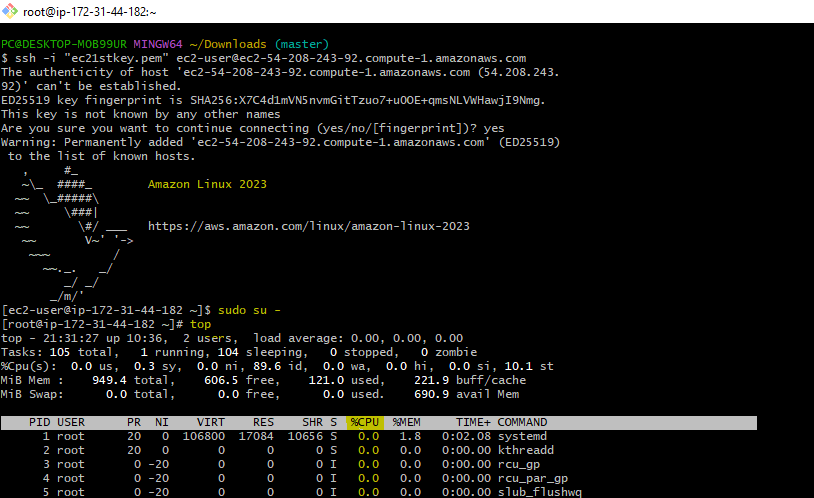 root@ip-172-31-44-182:~
PC@DESKTOP-MOB99UR MINGW64 ~/Downloads (master)
$ ssh -i "ec21stkey.pem" ec2-user@ec2-54-208-243-92.compute-1.amazonaws.com
The authenticity of host 'ec2-54-208-243-92.compute-1.amazonaws.com (54.208.243.
92)' can't be established.
ED25519 key fingerprint is SHA256:X7C4d1mVN5nvmGitTzuo7+uOOE+qmsNLVWHawjI9Nmg.
This key is not known by any other names
Are you sure you want to continue connecting (yes/no/[fingerprint])? yes
Warning: Permanently added 'ec2-54-208-243-92.compute-1.amazonaws.com' (ED25519)
 to the list of known hosts.
   ,     #_
   ~\_  ####_        Amazon Linux 2023
  ~~  \_#####\
  ~~     \###|
  ~~       \#/ ___   https://aws.amazon.com/linux/amazon-linux-2023
   ~~       V~' '->
    ~~~         /
      ~~._.   _/
         _/ _/
       _/m/'
[ec2-user@ip-172-31-44-182 ~]$ sudo su -
[root@ip-172-31-44-182 ~]# top
top - 21:31:27 up 10:36,  2 users,  load average: 0.00, 0.00, 0.00
Tasks: 105 total,   1 running, 104 sleeping,   0 stopped,   0 zombie
%Cpu(s):  0.0 us,  0.3 sy,  0.0 ni, 89.6 id,  0.0 wa,  0.0 hi,  0.0 si, 10.1 st
MiB Mem :    949.4 total,    606.5 free,    121.0 used,    221.9 buff/cache
MiB Swap:      0.0 total,      0.0 free,      0.0 used.    690.9 avail Mem
    PID USER      PR  NI    VIRT    RES    SHR S  %CPU  %MEM     TIME+ COMMAND
      1 root      20   0  106800  17084  10656 S   0.0   1.8   0:02.08 systemd
      2 root      20   0       0      0      0 S   0.0   0.0   0:00.00 kthreadd
      3 root       0 -20       0      0      0 I   0.0   0.0   0:00.00 rcu_gp
      4 root       0 -20       0      0      0 I   0.0   0.0   0:00.00 rcu_par_gp
      5 root       0 -20       0      0      0 I   0.0   0.0   0:00.00 slub_flushwq